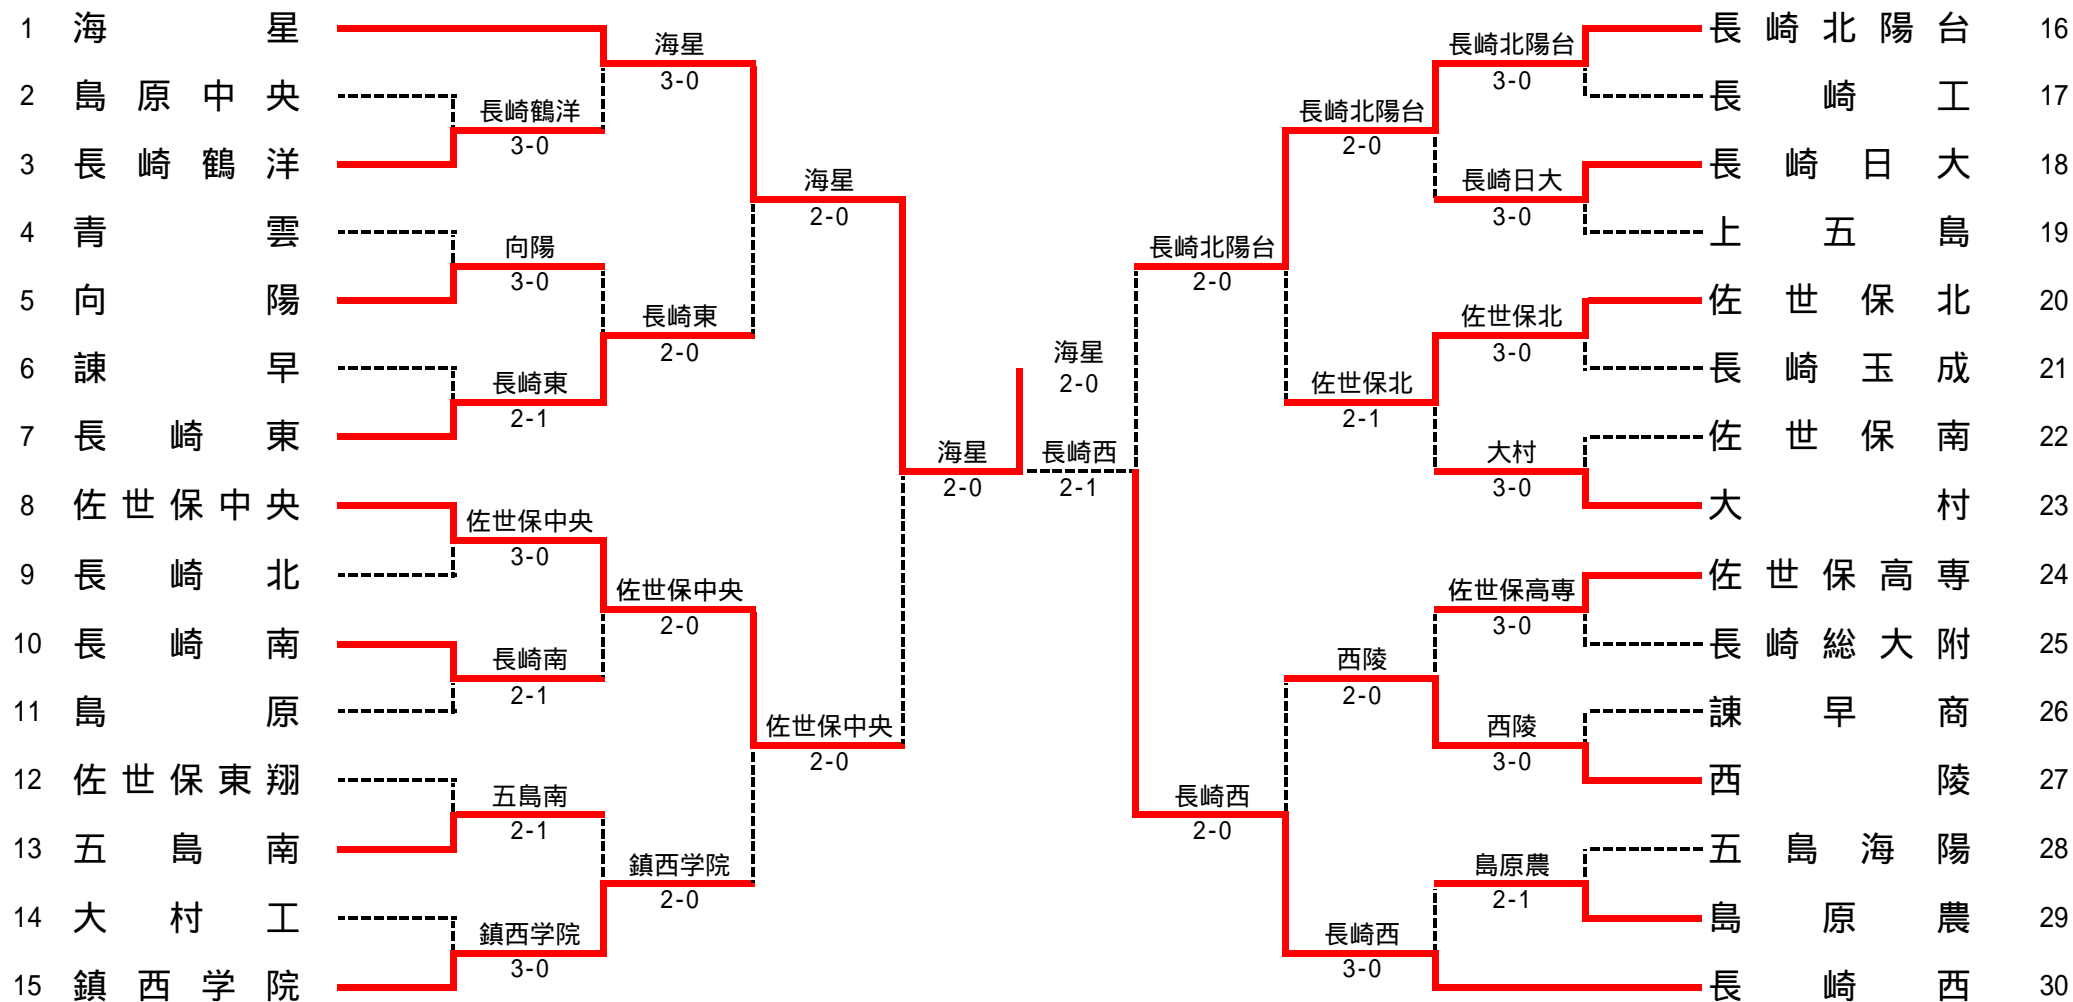 1 海星
2 島原中央
3 長崎鶴洋
4 青雲
5 向陽
6 諌早
7 長崎東
8 佐世保中央
9 長崎北
10 長崎南
11 島原
12 佐世保東翔
13 五島南
14 大村工
15 鎮西学院
長崎鶴洋
3-0
向陽
3-0
長崎東
2-1
佐世保中央
3-0
長崎南
2-1
五島南
2-1
鎮西学院
3-0
海星
3-0
長崎東
2-0
佐世保中央
2-0
鎮西学院
2-0
海星
2-0
佐世保中央
2-0
海星
2-0
海星
2-0
長崎西
2-1
長崎北陽台
2-0
長崎西
2-0
長崎北陽台
2-0
佐世保北
2-1
西陵
2-0
長崎西
3-0
長崎北陽台
3-0
長崎日大
3-0
佐世保北
3-0
大村
3-0
佐世保高専
3-0
西陵
3-0
島原農
2-1
長崎北陽台 16
長崎工 17
長崎日大 18
上五島 19
佐世保北 20
長崎玉成 21
佐世保南 22
大村 23
佐世保高専 24
長崎総大附 25
諌早商 26
西陵 27
五島海陽 28
島原農 29
長崎西 30